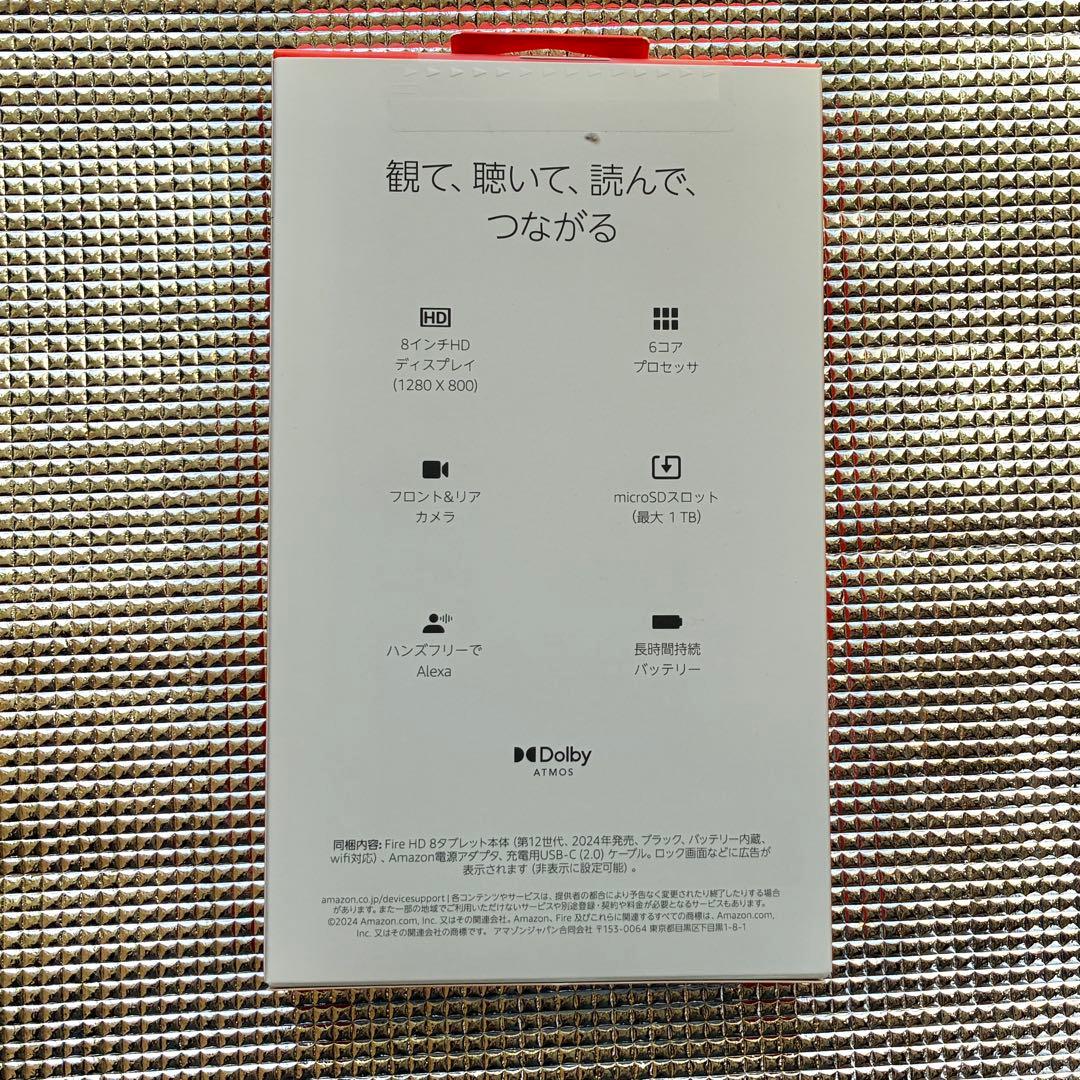 観て、聴いて、読んで、
つながる
HD
8インチHD
ディスプレイ
(1280 X 800)
6コア
プロセッサ
フロント&リア
カメラ
microSDスロット
(最大 1 TB)
ハンズフリーで
Alexa
長時間持続
バッテリー
Dolby
ATMOS
同梱内容: Fire HD 8タブレット本体 (第12世代、2024年発売、ブラック、バッテリー内蔵、
wifi対応) 、Amazon電源アダプタ、充電用USB-C (2.0) ケーブル。ロック画面などに広告が
表示されます (非表示に設定可能) 。
amazon.co.jp/devicesupport | 各コンテンツやサービスは、提供者の都合により予告なく変更されたり終了したりする場合
があります。また一部の地域でご利用いただけないサービスや別途登録・契約や料金が必要となるサービスもあります。
©2024 Amazon.com, Inc. 又はその関連会社。Amazon、Fire 及びこれらに関連するすべての商標は、Amazon.com,
Inc. 又はその関連会社の商標です。 アマゾンジャパン合同会社 〒153-0064 東京都目黒区下目黒1-8-1